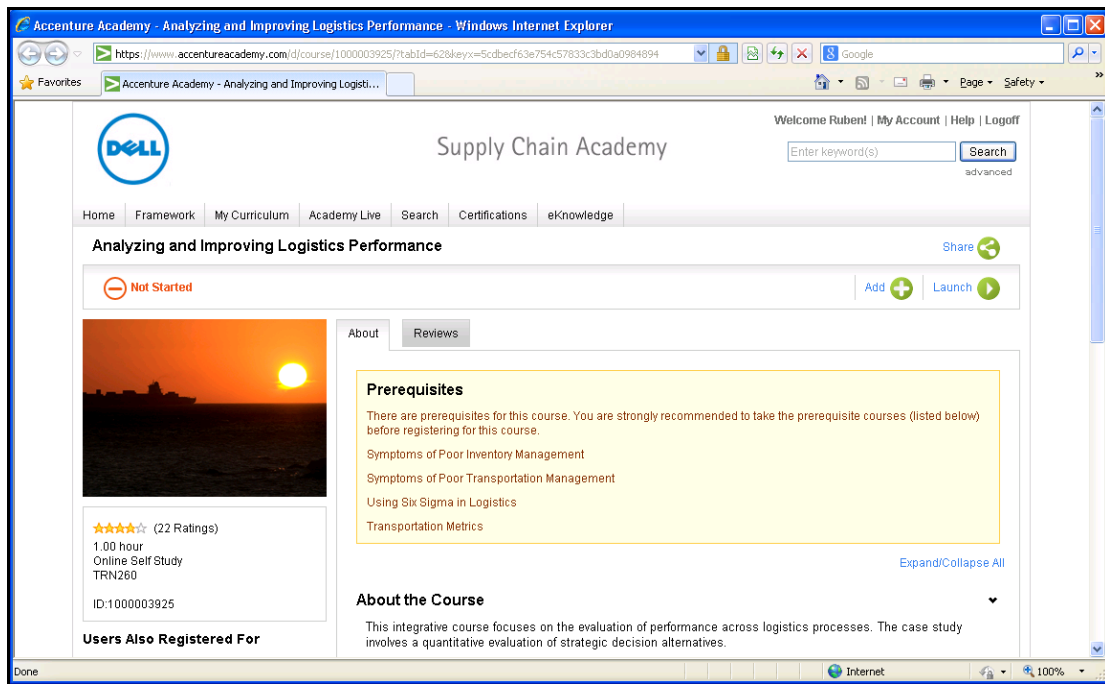 Accenture Academy - Analyzing and Improving Logistics Performance - Windows Internet Explorer
https://www.accentureacademy.com/d/course/1000003925/?tabId=628&keyx=5cdbecf63e754c57833c3bd0a0984894
Google
Favorites
Accenture Academy - Analyzing and Improving Logisti...
Page
Safety
»
Welcome Ruben! | My Account | Help | Logoff
DELL
Supply Chain Academy
Enter keyword(s)
Search
advanced
Home
Framework
My Curriculum
Academy Live
Search
Certifications
eKnowledge
Analyzing and Improving Logistics Performance
Share
Not Started
Add
Launch
About
Reviews
Prerequisites
There are prerequisites for this course. You are strongly recommended to take the prerequisite courses (listed below)
before registering for this course.
Symptoms of Poor Inventory Management
Symptoms of Poor Transportation Management
Using Six Sigma in Logistics
Transportation Metrics
(22 Ratings)
1.00 hour
Online Self Study
TRN260
ID:1000003925
Expand/Collapse All
About the Course
This integrative course focuses on the evaluation of performance across logistics processes. The case study
involves a quantitative evaluation of strategic decision alternatives.
Users Also Registered For
Done
Internet
100%